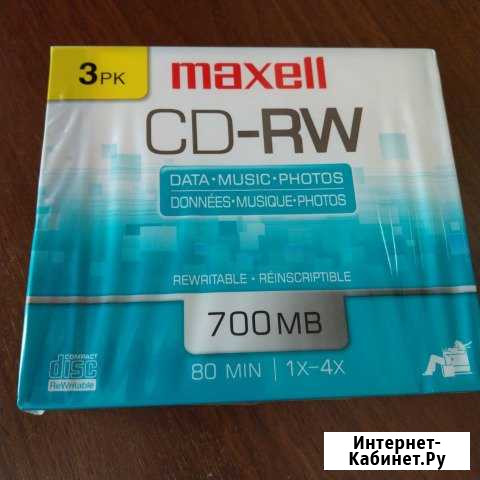 3PK
maxell
CD-RW
DATA•MUSIC•PHOTOS
DONNÉES•MUSIQUE•PHOTOS
REWRITABLE • RÉINSCRIPTIBLE
700MB
80 MIN | 1X-4X
COMPACT
disc
ReWritable
Интернет-
Кабинет.Ру